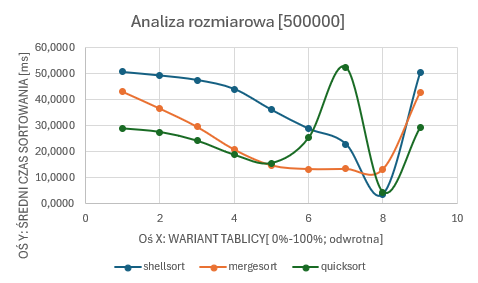 Analiza rozmiarowa [500000]
OŚ Y: ŚREDNI CZAS SORTOWANIA [ms]
60,0000
50,0000
40,0000
30,0000
20,0000
10,0000
0,0000
0 2 4 6 8 10
Oś X: WARIANT TABLICY[ 0%-100%; odwrotna]
shellsort mergesort quicksort